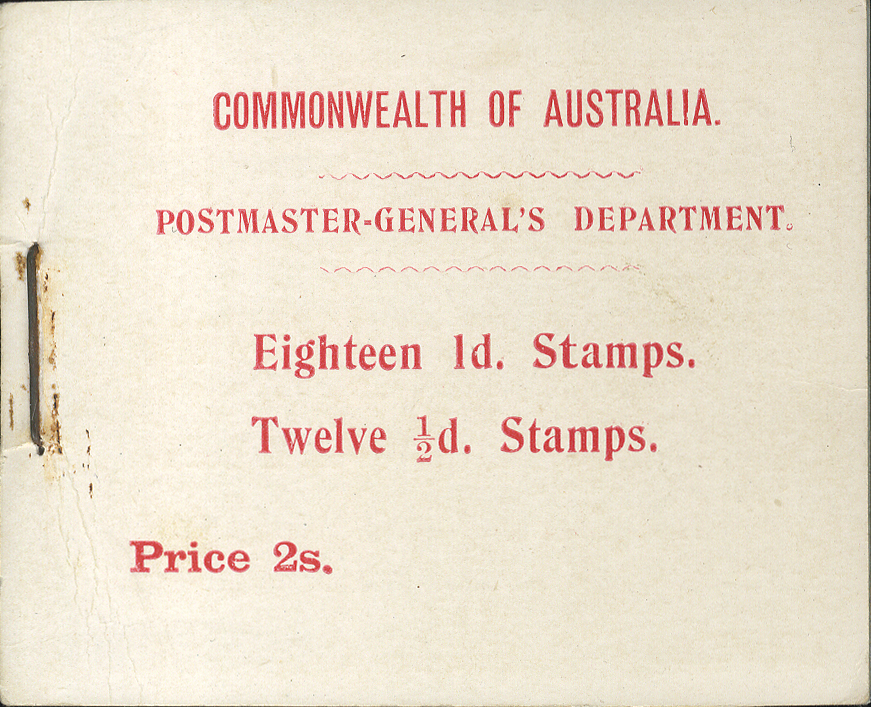 COMMONWEALTH OF AUSTRALIA.
POSTMASTER-GENERAL'S DEPARTMENT.
Eighteen 1d. Stamps.
Twelve ½d. Stamps.
Price 2s.